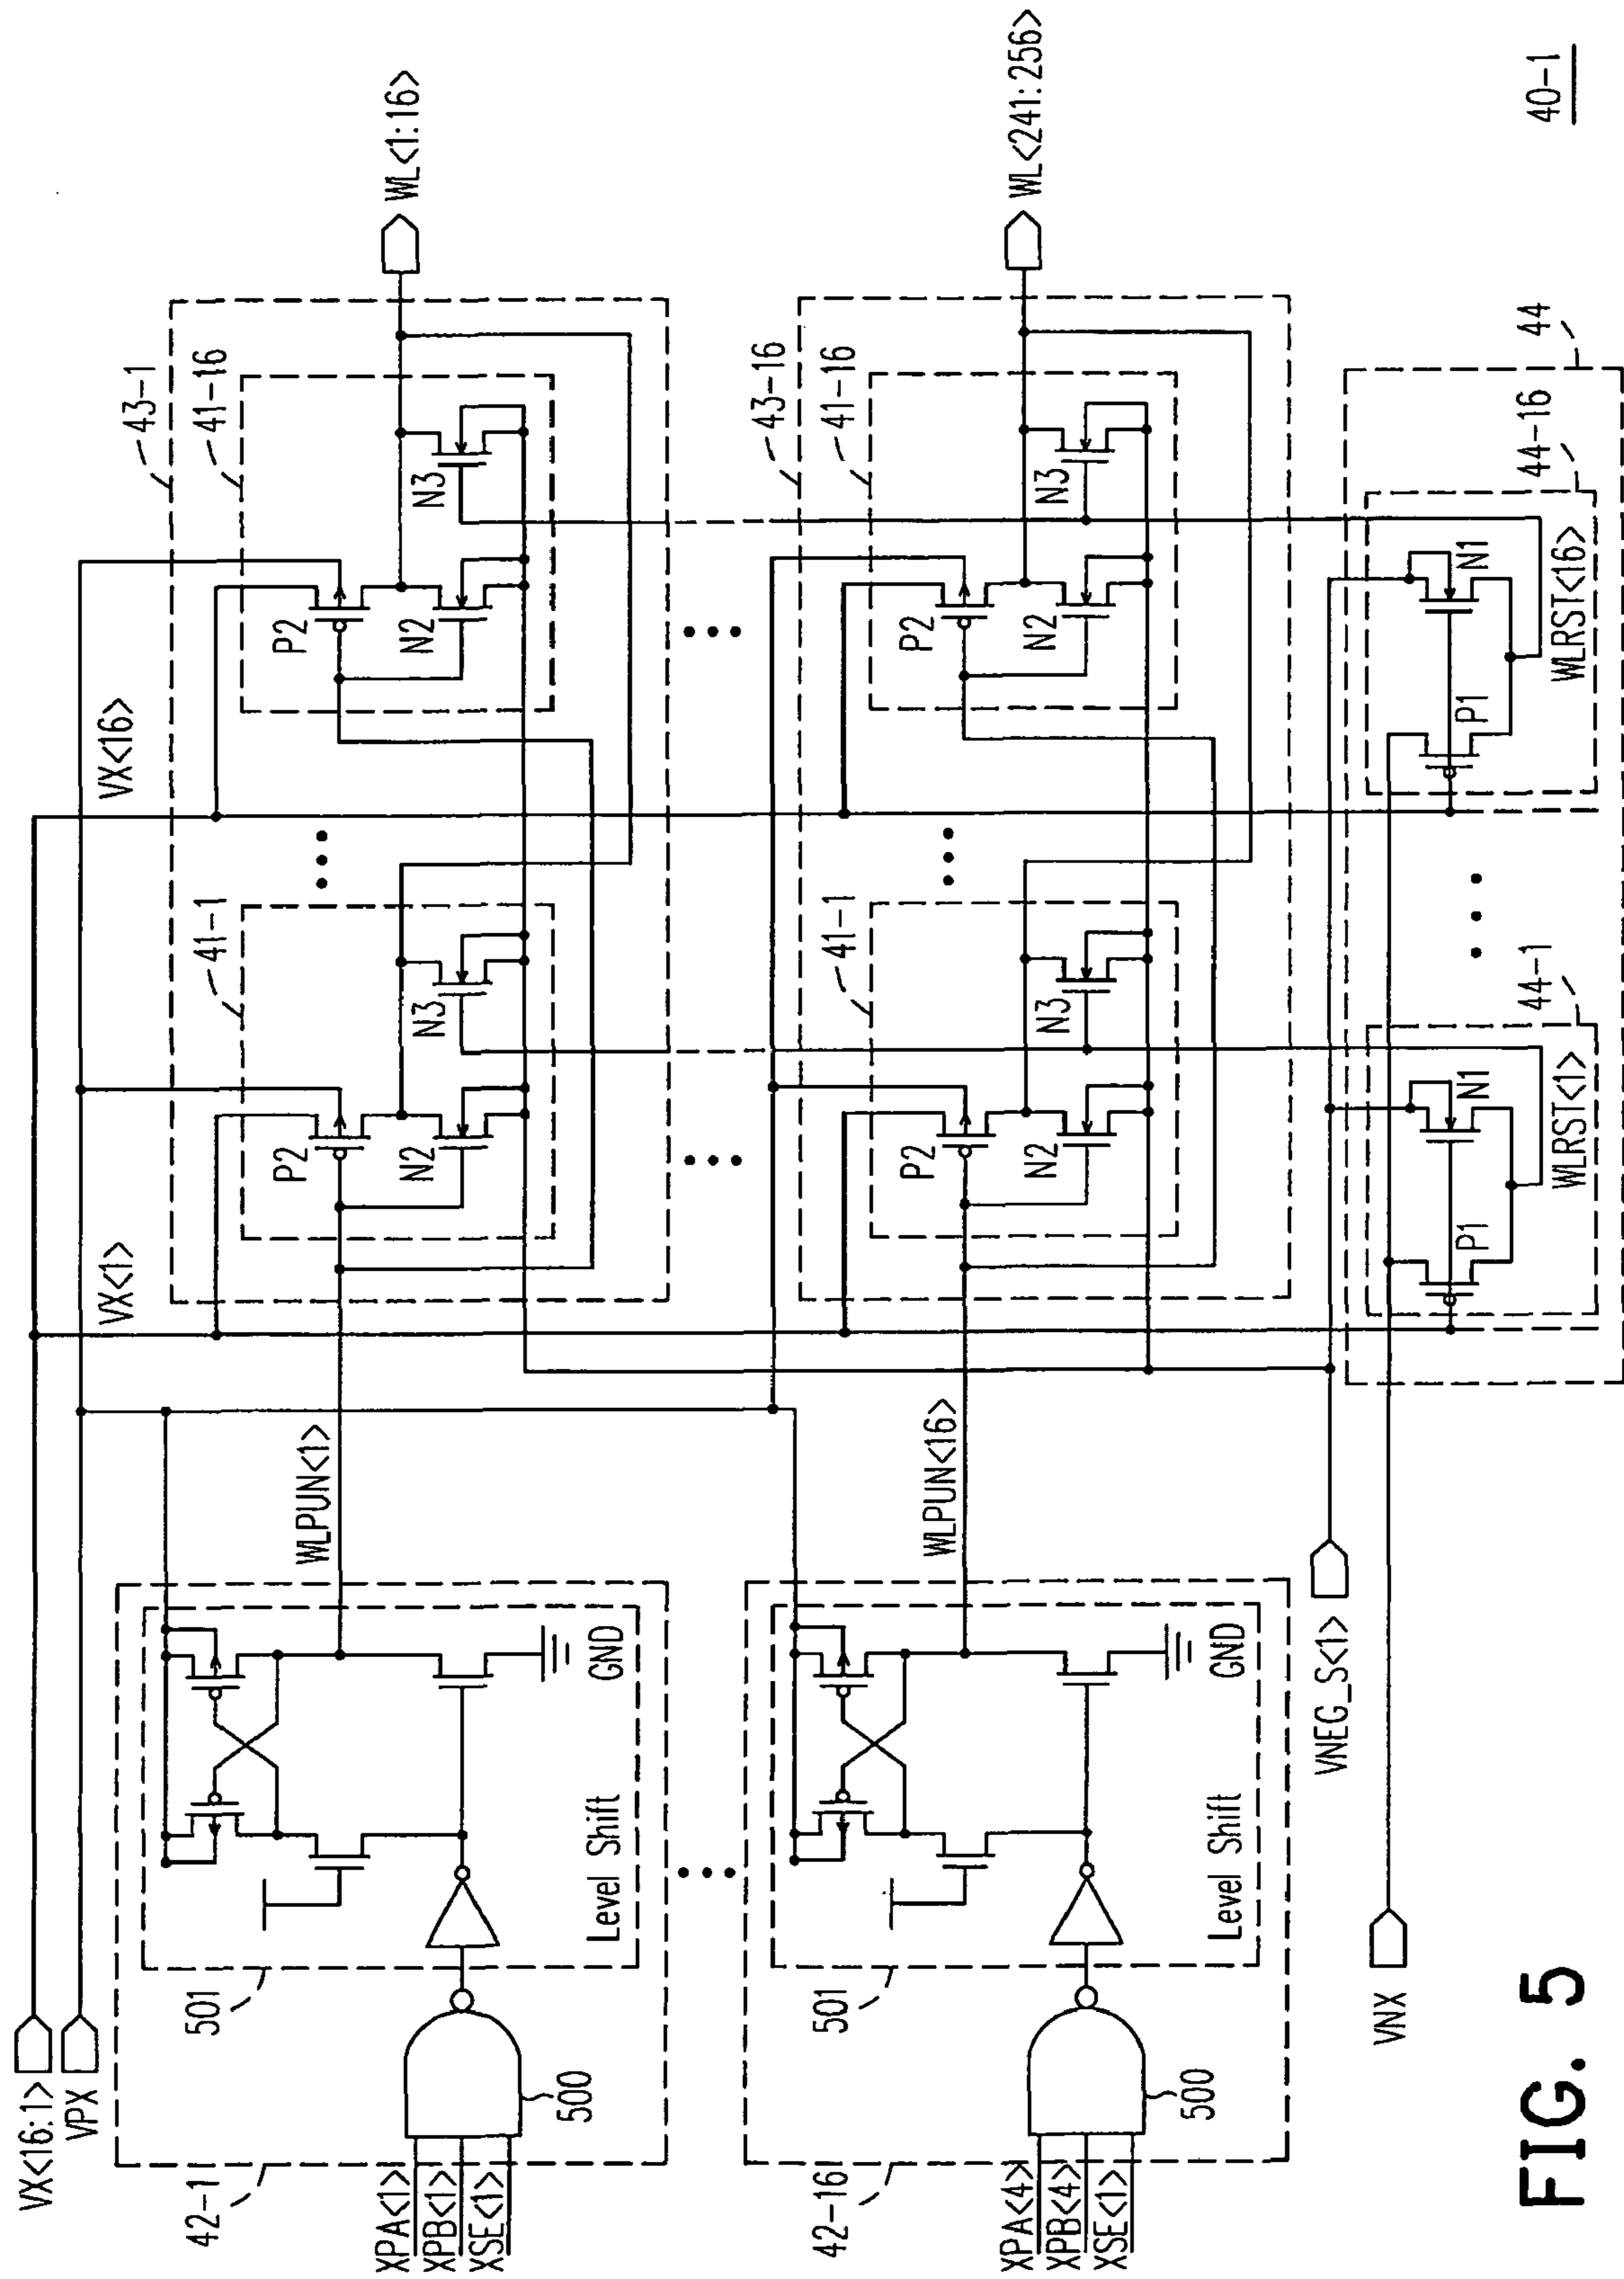 VX<16:1>
VPX
VX<1>
VX<16>
42-1
501
XPA<1>
XPB<1>
XSE<1>
500
Level Shift
GND
WLPUN<1>
43-1
41-1
P2
N2
N3
41-16
P2
N2
N3
WL<1:16>
42-16
501
XPA<4>
XPB<4>
XSE<1>
500
Level Shift
GND
WLPUN<16>
43-16
41-1
P2
N2
N3
41-16
P2
N2
N3
WL<241:256>
VNEG_S<1>
VNX
44-1
P1
N1
WLRST<1>
44-16
P1
N1
WLRST<16>
44
40-1
FIG. 5